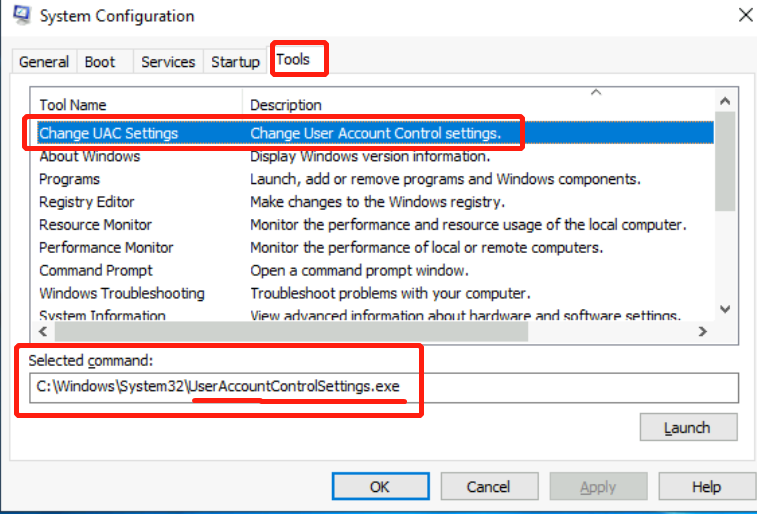 System Configuration
General Boot Services Startup Tools
Tool Name Description
Change UAC Settings Change User Account Control settings.
About Windows Display Windows version information.
Programs Launch, add or remove programs and Windows components.
Registry Editor Make changes to the Windows registry.
Resource Monitor Monitor the performance and resource usage of the local computer.
Performance Monitor Monitor the performance of local or remote computers.
Command Prompt Open a command prompt window.
Windows Troubleshooting Troubleshoot problems with your computer.
System Information View advanced information about hardware and software settings.
Selected command:
C:\Windows\System32\UserAccountControlSettings.exe
Launch
OK Cancel Apply Help